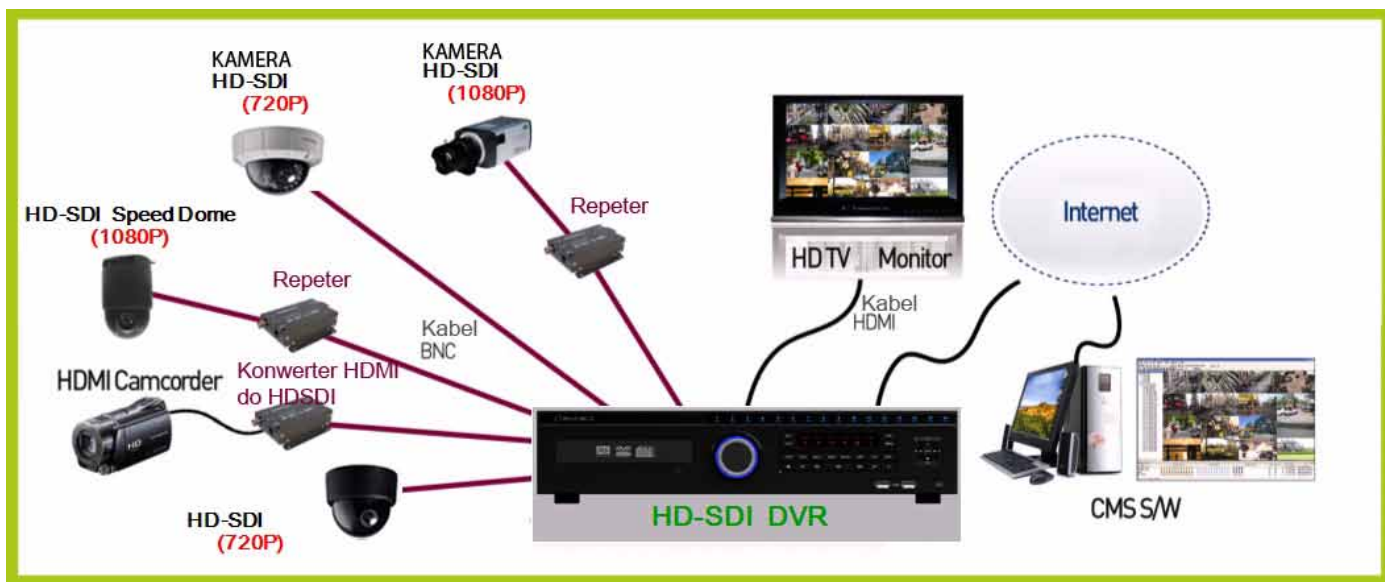 KAMERA
HD-SDI
(720P)
KAMERA
HD-SDI
(1080P)
HD-SDI Speed Dome
(1080P)
Repeter
Repeter
Kabel
BNC
HDMI Camcorder
Konwerter HDMI
do HDSDI
HD
HD-SDI
(720P)
HD-SDI DVR
HD TV Monitor
Kabel
HDMI
Internet
CMS S/W